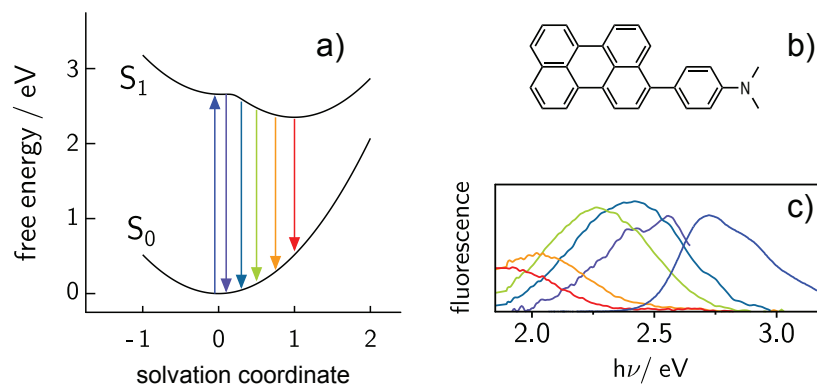 a)
free energy / eV
3
2
1
0
S1
S0
-1 0 1 2
solvation coordinate
b)
N
c)
fluorescence
2.0 2.5 3.0
hν/ eV